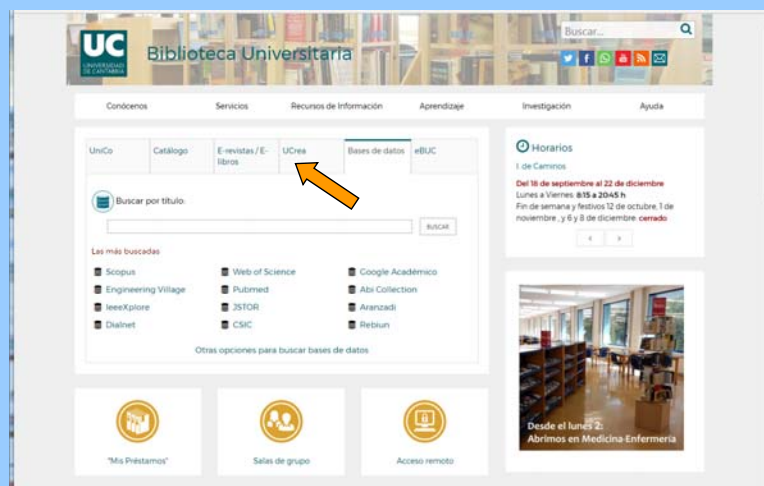 UC
UNIVERSIDAD
DE CANTABRIA
Biblioteca Universitaria
Buscar...
Conócenos Servicios Recursos de Información Aprendizaje Investigación Ayuda
UniCo Catálogo E-revistas / E-libros UCrea Bases de datos eBUC
Buscar por título:
BUSCAR
Las más buscadas
Scopus Web of Science Google Académico
Engineering Village Pubmed Abi Collection
IeeeXplore JSTOR Aranzadi
Dialnet CSIC Rebiun
Otras opciones para buscar bases de datos
Horarios
I. de Caminos
Del 18 de septiembre al 22 de diciembre
Lunes a Viernes: 8:15 a 20:45 h
Fin de semana y festivos 12 de octubre, 1 de
noviembre , y 6 y 8 de diciembre: cerrado
< >
Desde el lunes 2:
Abrimos en Medicina-Enfermería
"Mis Préstamos" Salas de grupo Acceso remoto